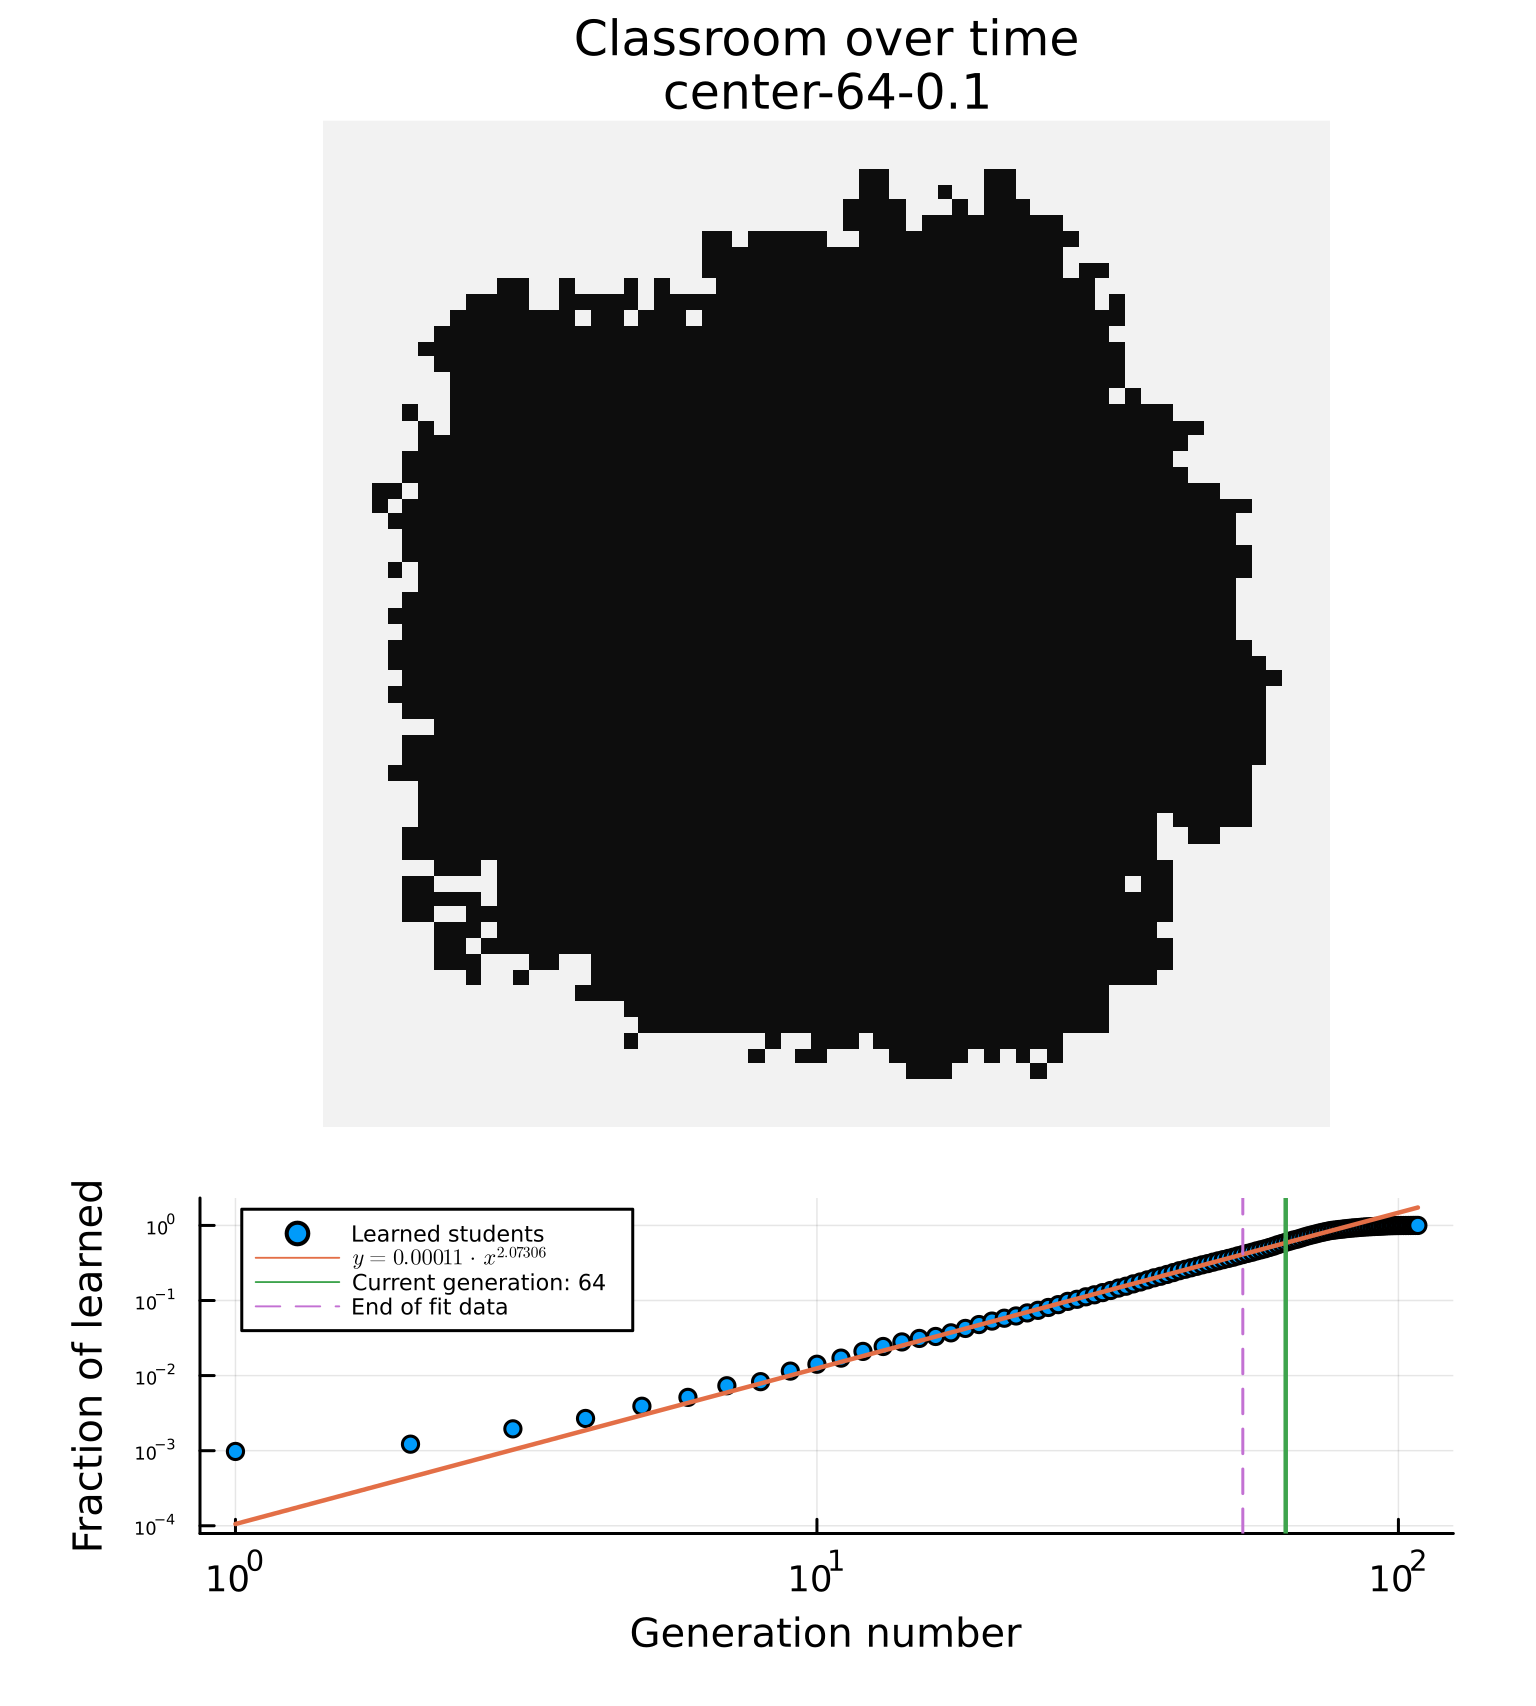 Classroom over time
center-64-0.1
Fraction of learned
10^0
10^-1
10^-2
10^-3
10^-4
Learned students
y = 0.00011 · x^2.07306
Current generation: 64
End of fit data
10^0 10^1 10^2
Generation number